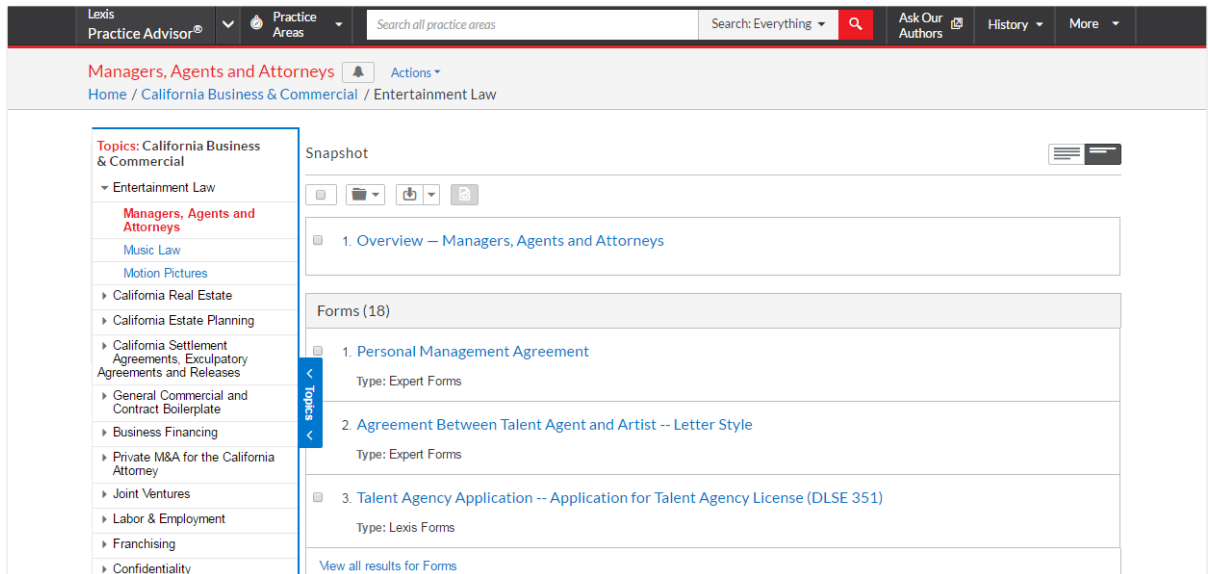 Lexis
Practice Advisor®
Practice
Areas
Search all practice areas
Search: Everything
Ask Our
Authors
History
More
Managers, Agents and Attorneys
Actions
Home / California Business & Commercial / Entertainment Law
Topics: California Business
& Commercial
Entertainment Law
Managers, Agents and
Attorneys
Music Law
Motion Pictures
California Real Estate
California Estate Planning
California Settlement
Agreements, Exculpatory
Agreements and Releases
General Commercial and
Contract Boilerplate
Business Financing
Private M&A for the California
Attorney
Joint Ventures
Labor & Employment
Franchising
Confidentiality
Topics
Snapshot
1. Overview — Managers, Agents and Attorneys
Forms (18)
1. Personal Management Agreement
Type: Expert Forms
2. Agreement Between Talent Agent and Artist -- Letter Style
Type: Expert Forms
3. Talent Agency Application -- Application for Talent Agency License (DLSE 351)
Type: Lexis Forms
View all results for Forms